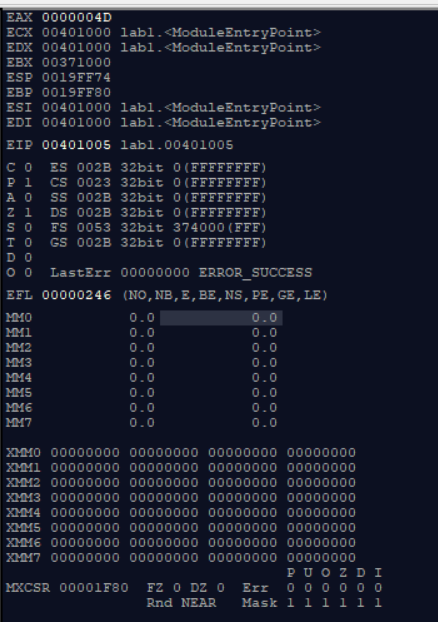 EAX 0000004D
ECX 00401000 lab1.<ModuleEntryPoint>
EDX 00401000 lab1.<ModuleEntryPoint>
EBX 00371000
ESP 0019FF74
EBP 0019FF80
ESI 00401000 lab1.<ModuleEntryPoint>
EDI 00401000 lab1.<ModuleEntryPoint>
EIP 00401005 lab1.00401005
C 0 ES 002B 32bit 0(FFFFFFFF)
P 1 CS 0023 32bit 0(FFFFFFFF)
A 0 SS 002B 32bit 0(FFFFFFFF)
Z 1 DS 002B 32bit 0(FFFFFFFF)
S 0 FS 0053 32bit 374000(FFF)
T 0 GS 002B 32bit 0(FFFFFFFF)
D 0
O 0 LastErr 00000000 ERROR_SUCCESS
EFL 00000246 (NO,NB,E,BE,NS,PE,GE,LE)
MM0 0.0 0.0
MM1 0.0 0.0
MM2 0.0 0.0
MM3 0.0 0.0
MM4 0.0 0.0
MM5 0.0 0.0
MM6 0.0 0.0
MM7 0.0 0.0
XMM0 00000000 00000000 00000000 00000000
XMM1 00000000 00000000 00000000 00000000
XMM2 00000000 00000000 00000000 00000000
XMM3 00000000 00000000 00000000 00000000
XMM4 00000000 00000000 00000000 00000000
XMM5 00000000 00000000 00000000 00000000
XMM6 00000000 00000000 00000000 00000000
XMM7 00000000 00000000 00000000 00000000
P U O Z D I
MXCSR 00001F80 FZ 0 DZ 0 Err 0 0 0 0 0 0
Rnd NEAR Mask 1 1 1 1 1 1